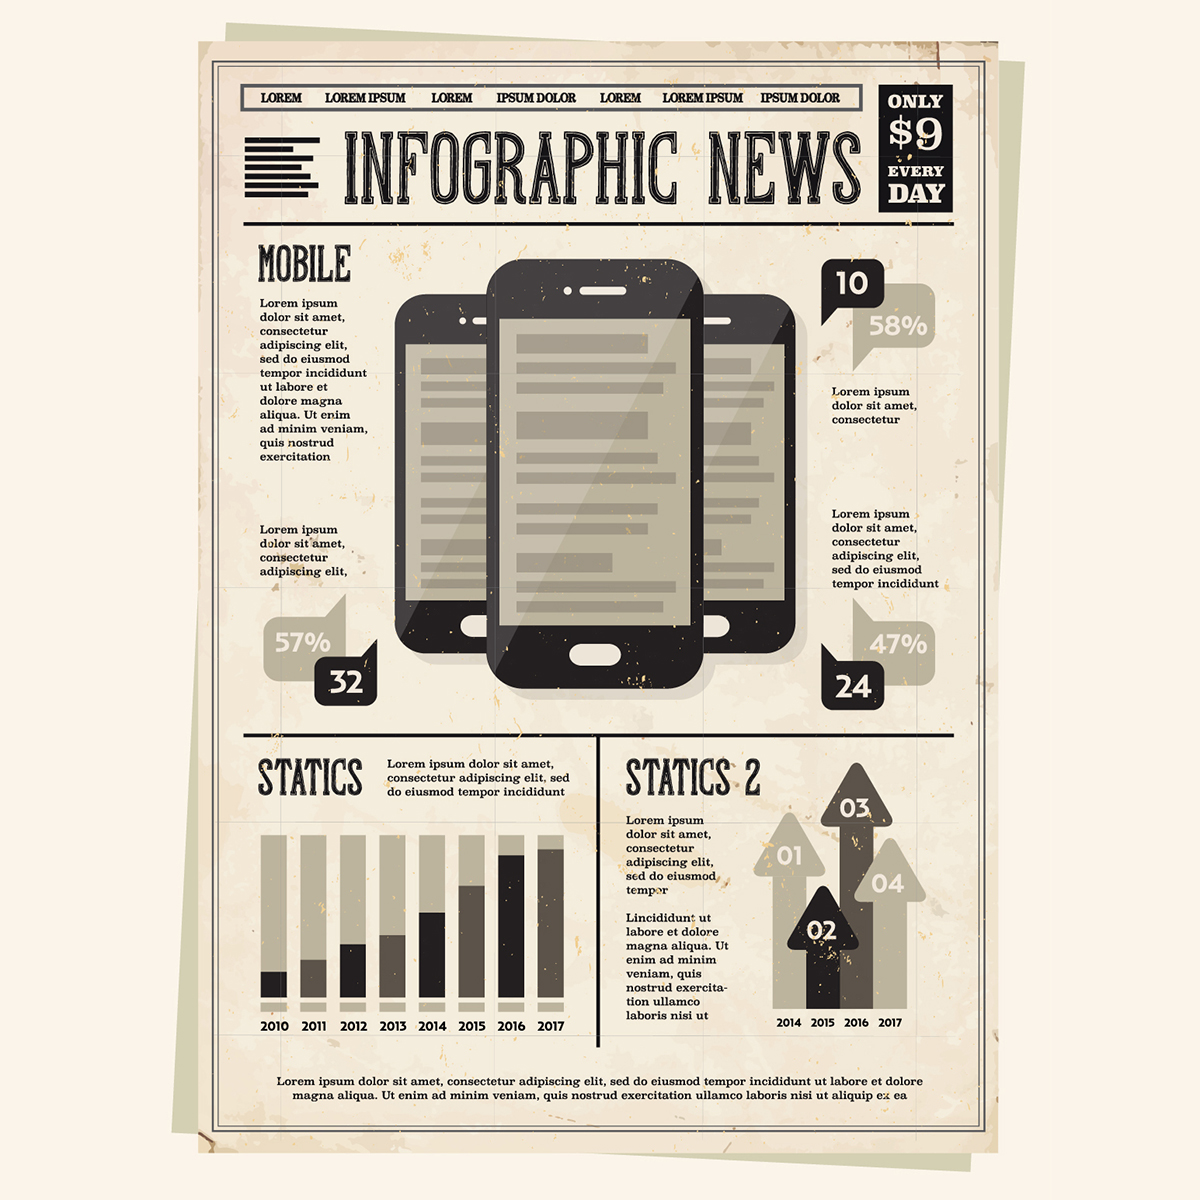 LOREM LOREM IPSUM LOREM IPSUM DOLOR LOREM LOREM IPSUM IPSUM DOLOR
ONLY
$9
EVERY
DAY
INFOGRAPHIC NEWS
MOBILE
Lorem ipsum
dolor sit amet,
consectetur
adipiscing elit,
sed do eiusmod
tempor incididunt
ut labore et
dolore magna
aliqua. Ut enim
ad minim veniam,
quis nostrud
exercitation
Lorem ipsum
dolor sit amet,
consectetur
adipiscing elit,
57%
32
10
58%
Lorem ipsum
dolor sit amet,
consectetur
Lorem ipsum
dolor sit amet,
consectetur
adipiscing elit,
sed do eiusmod
tempor incididunt
47%
24
STATICS
Lorem ipsum dolor sit amet,
consectetur adipiscing elit, sed
do eiusmod tempor incididunt
2010 2011 2012 2013 2014 2015 2016 2017
STATICS 2
Lorem ipsum
dolor sit amet,
consectetur
adipiscing elit,
sed do eiusmod
tempor
Lincididunt ut
labore et dolore
magna aliqua. Ut
enim ad minim
veniam, quis
nostrud exercita-
tion ullamco
laboris nisi ut
03
01
04
02
2014 2015 2016 2017
Lorem ipsum dolor sit amet, consectetur adipiscing elit, sed do eiusmod tempor incididunt ut labore et dolore
magna aliqua. Ut enim ad minim veniam, quis nostrud exercitation ullamco laboris nisi ut aliquip ex ea